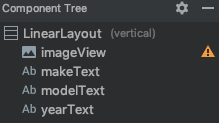 Component Tree
LinearLayout (vertical)
imageView
Ab makeText
Ab modelText
Ab yearText